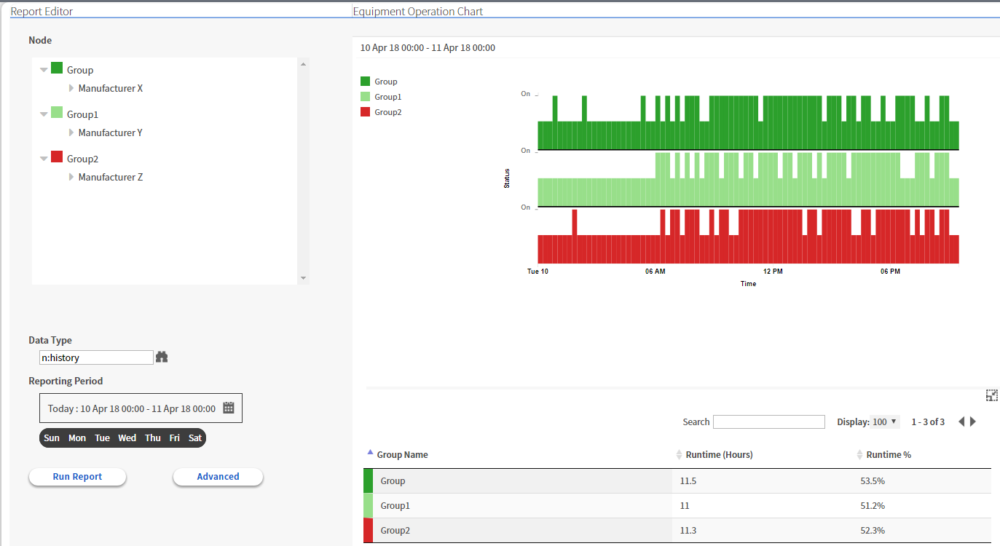 Report Editor
Node
Group
Manufacturer X
Group1
Manufacturer Y
Group2
Manufacturer Z
Data Type
n:history
Reporting Period
Today : 10 Apr 18 00:00 - 11 Apr 18 00:00
Sun Mon Tue Wed Thu Fri Sat
Run Report Advanced
Equipment Operation Chart
10 Apr 18 00:00 - 11 Apr 18 00:00
Group
Group1
Group2
On
On
On
Status
Tue 10 06 AM 12 PM 06 PM
Time
Search Display: 100 1 - 3 of 3
Group Name Runtime (Hours) Runtime %
Group 11.5 53.5%
Group1 11 51.2%
Group2 11.3 52.3%